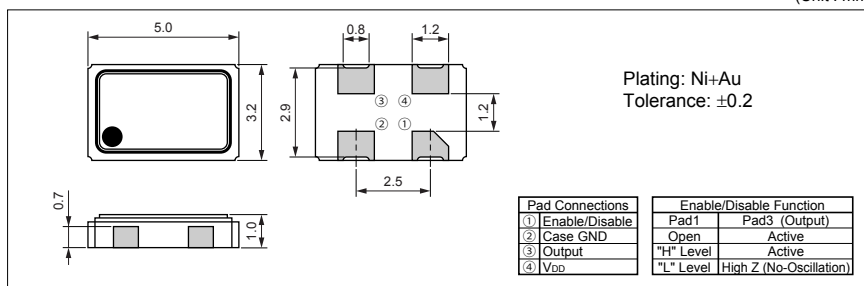 5.0
3.2
0.7
1.0
0.8
1.2
2.9
③ ④
② ①
1.2
2.5
Plating: Ni+Au
Tolerance: ±0.2
Pad Connections
① Enable/Disable
② Case GND
③ Output
④ VDD
Enable/Disable Function
Pad1 Pad3 (Output)
Open Active
"H" Level Active
"L" Level High Z (No-Oscillation)